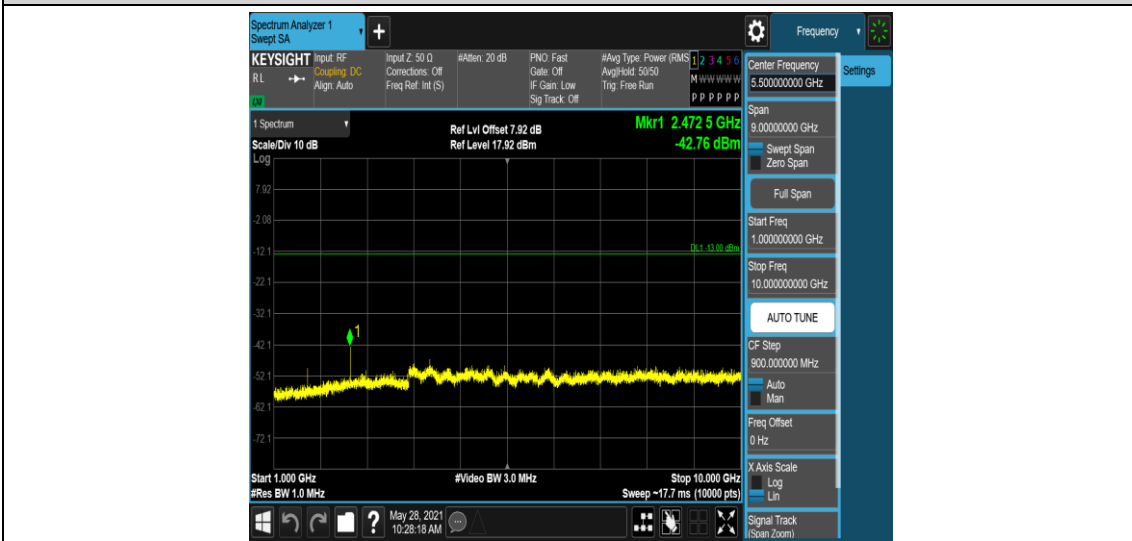 Spectrum Analyzer 1
Swept SA
+
Frequency
KEYSIGHT Input: RF Input Z: 50 Ω #Atten: 20 dB PNO: Fast #Avg Type: Power (RMS 1 2 3 4 5 6
RL Coupling: DC Corrections: Off Gate: Off Avg|Hold: 50/50 M W W W W W
Align: Auto Freq Ref: Int (S) IF Gain: Low Trig: Free Run
Sig Track: Off P P P P P P
LXI
Center Frequency
5.500000000 GHz
Settings
1 Spectrum
Scale/Div 10 dB
Ref Lvl Offset 7.92 dB
Ref Level 17.92 dBm
Mkr1 2.472 5 GHz
-42.76 dBm
Span
9.00000000 GHz
Swept Span
Zero Span
Full Span
Start Freq
1.000000000 GHz
Stop Freq
10.000000000 GHz
AUTO TUNE
CF Step
900.000000 MHz
Auto
Man
Freq Offset
0 Hz
X Axis Scale
Log
Lin
Signal Track
(Span Zoom)
Log
7.92
-2.08
-12.1
DL1 -13.00 dBm
-22.1
-32.1
1
-42.1
-52.1
-62.1
-72.1
Start 1.000 GHz #Video BW 3.0 MHz Stop 10.000 GHz
#Res BW 1.0 MHz Sweep ~17.7 ms (10000 pts)
? May 28, 2021
10:28:18 AM